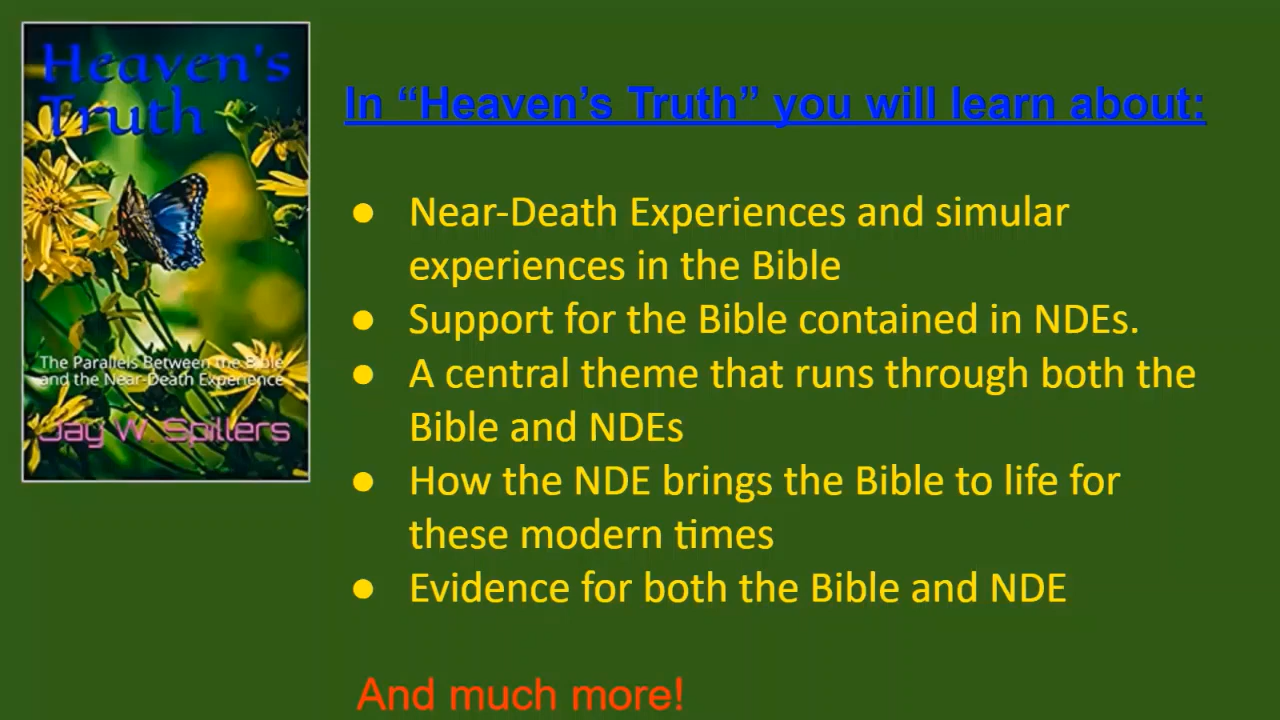 Heaven's
Truth
The Parallels Between the Bible
and the Near-Death Experience
Jay W. Spillers
In “Heaven’s Truth” you will learn about:
● Near-Death Experiences and simular
experiences in the Bible
● Support for the Bible contained in NDEs.
● A central theme that runs through both the
Bible and NDEs
● How the NDE brings the Bible to life for
these modern times
● Evidence for both the Bible and NDE
And much more!